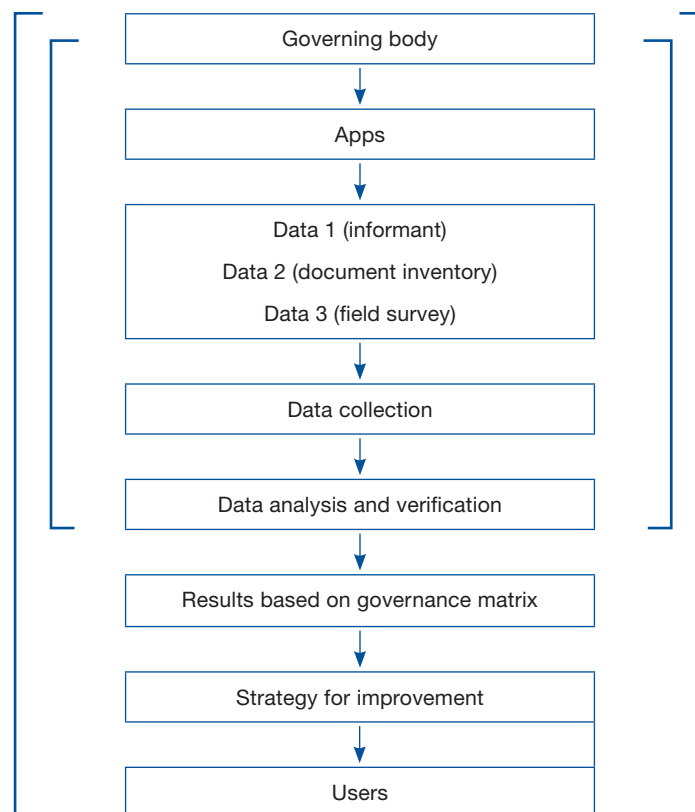 Governing body
Apps
Data 1 (informant)
Data 2 (document inventory)
Data 3 (field survey)
Data collection
Data analysis and verification
Results based on governance matrix
Strategy for improvement
Users